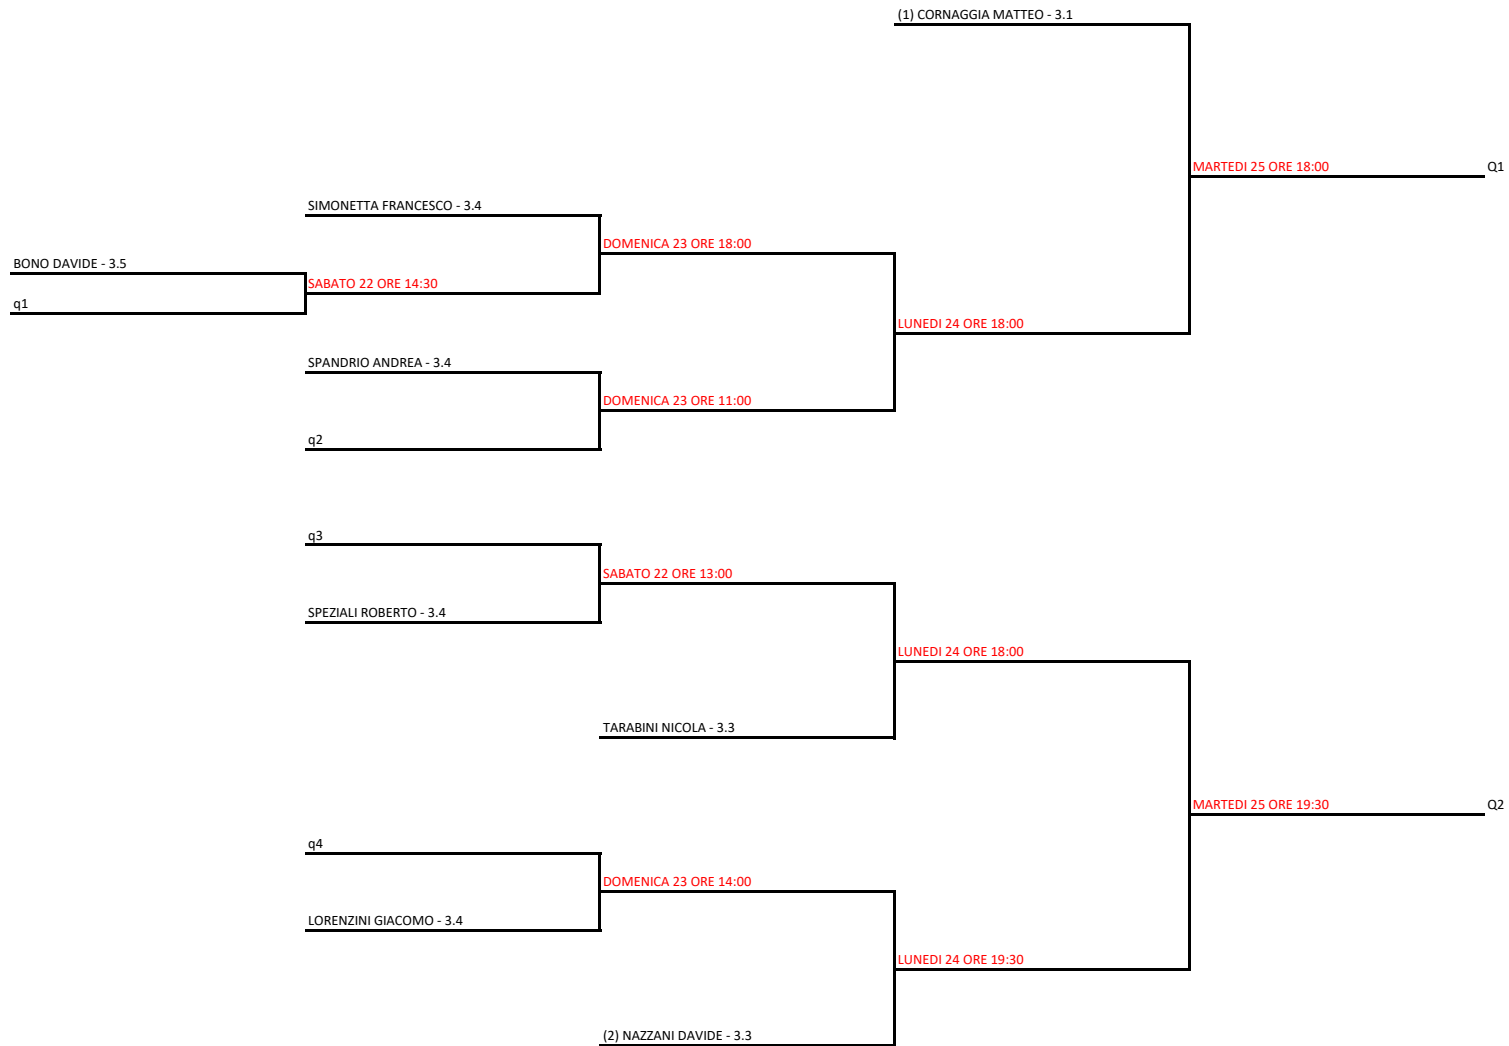 (1) CORNAGGIA MATTEO - 3.1
MARTEDI 25 ORE 18:00
Q1
SIMONETTA FRANCESCO - 3.4
DOMENICA 23 ORE 18:00
BONO DAVIDE - 3.5
SABATO 22 ORE 14:30
q1
LUNEDI 24 ORE 18:00
SPANDRIO ANDREA - 3.4
DOMENICA 23 ORE 11:00
q2
q3
SABATO 22 ORE 13:00
SPEZIALI ROBERTO - 3.4
LUNEDI 24 ORE 18:00
TARABINI NICOLA - 3.3
MARTEDI 25 ORE 19:30
Q2
q4
DOMENICA 23 ORE 14:00
LORENZINI GIACOMO - 3.4
LUNEDI 24 ORE 19:30
(2) NAZZANI DAVIDE - 3.3